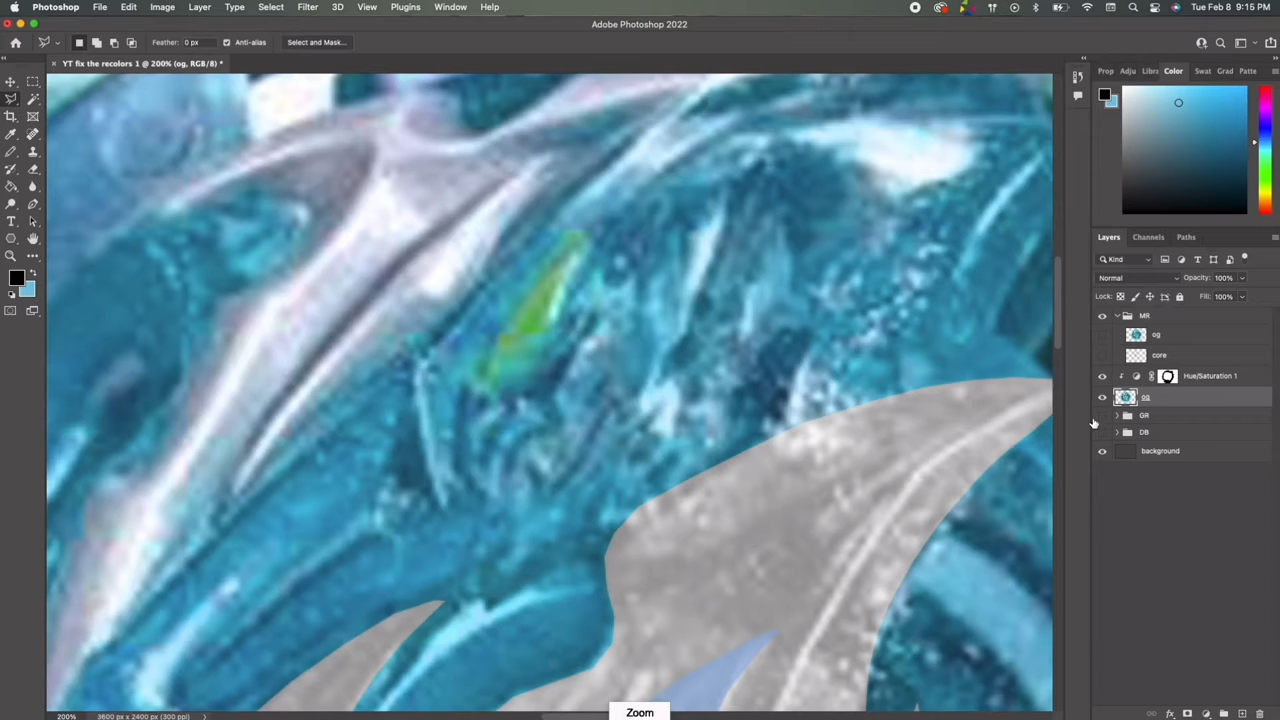 Photoshop File Edit Image Layer Type Select Filter 3D View Plugins Window Help Tue Feb 8 9:15 PM
Adobe Photoshop 2022
Feather: 0 px Anti-alias Select and Mask...
YT fix the recolors 1 @ 200% (og, RGB/8) *
Prop Adju Libra Color Swat Grad Patte
Layers Channels Paths
Kind
Normal Opacity: 100%
Lock: Fill: 100%
MR
og
core
Hue/Saturation 1
og
GR
DB
background
Zoom
200% 3600 px x 2400 px (300 ppi)